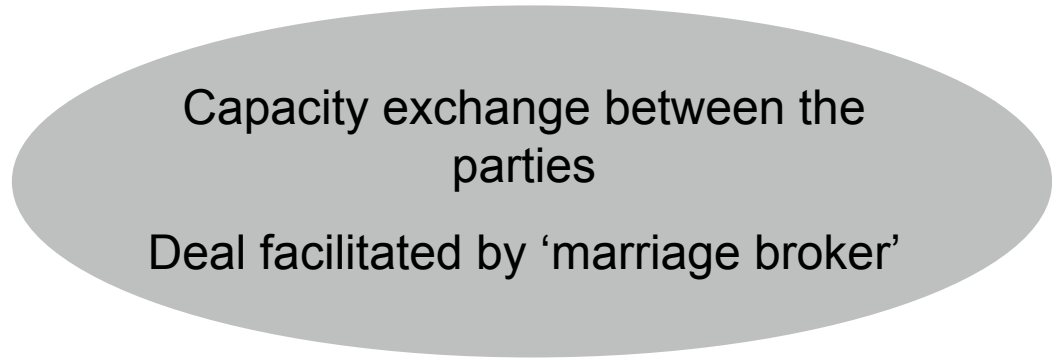 Capacity exchange between the
parties
Deal facilitated by ‘marriage broker’